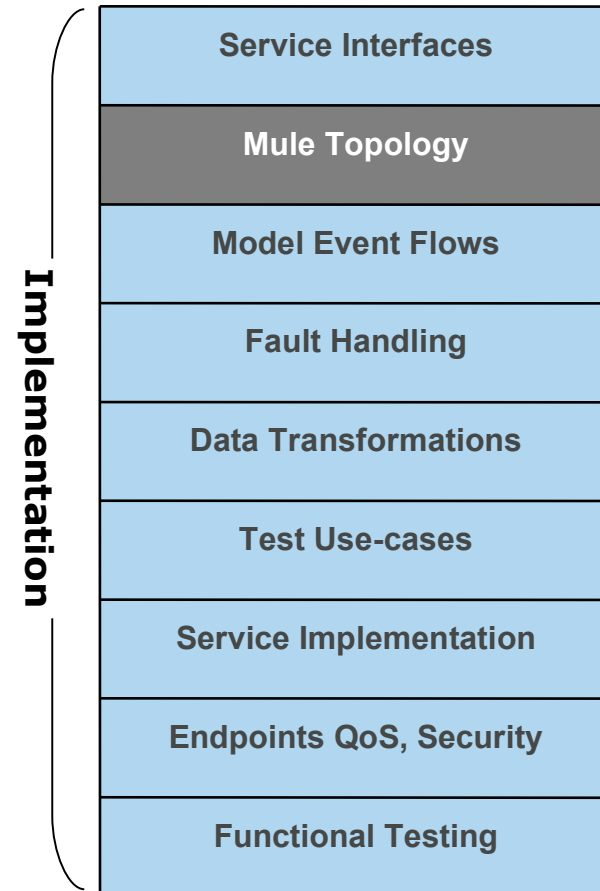 Implementation
Service Interfaces
Mule Topology
Model Event Flows
Fault Handling
Data Transformations
Test Use-cases
Service Implementation
Endpoints QoS, Security
Functional Testing